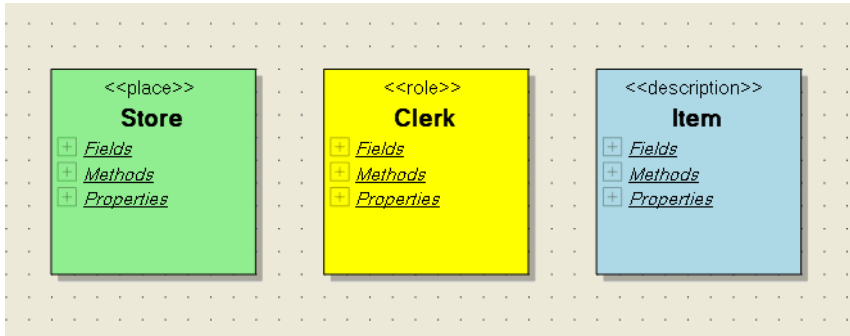 <<place>>
Store
Fields
Methods
Properties
<<role>>
Clerk
Fields
Methods
Properties
<<description>>
Item
Fields
Methods
Properties